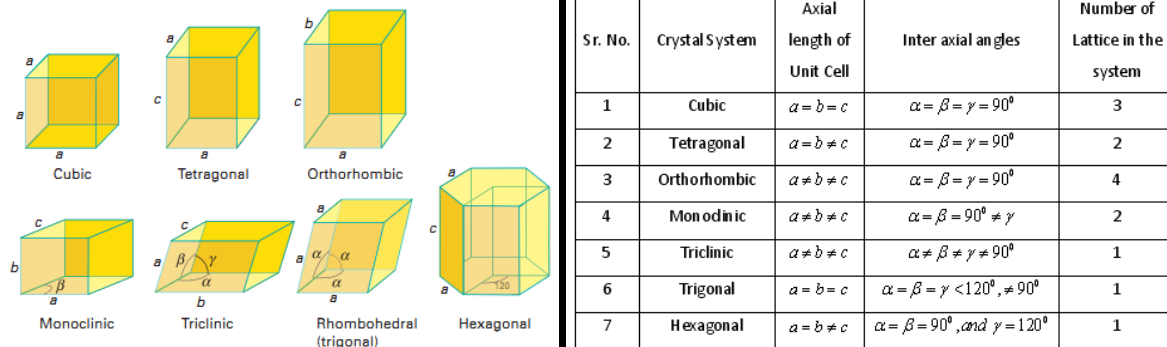 a
a
a
Cubic
a
c
a
Tetragonal
b
c
a
Orthorhombic
c
b
β
a
Monoclinic
c
a
β γ
α
b
Triclinic
a
a
α α
α
a
Rhombohedral
(trigonal)
a
c
a
120
Hexagonal
Sr. No. Crystal System Axial length of Unit Cell Inter axial angles Number of Lattice in the system
1 Cubic a = b = c α = β = γ = 90⁰ 3
2 Tetragonal a = b ≠ c α = β = γ = 90⁰ 2
3 Orthorhombic a ≠ b ≠ c α = β = γ = 90⁰ 4
4 Monoclinic a ≠ b ≠ c α = β = 90⁰ ≠ γ 2
5 Triclinic a ≠ b ≠ c α ≠ β ≠ γ ≠ 90⁰ 1
6 Trigonal a = b = c α = β = γ < 120⁰, ≠ 90⁰ 1
7 Hexagonal a = b ≠ c α = β = 90⁰, and γ = 120⁰ 1